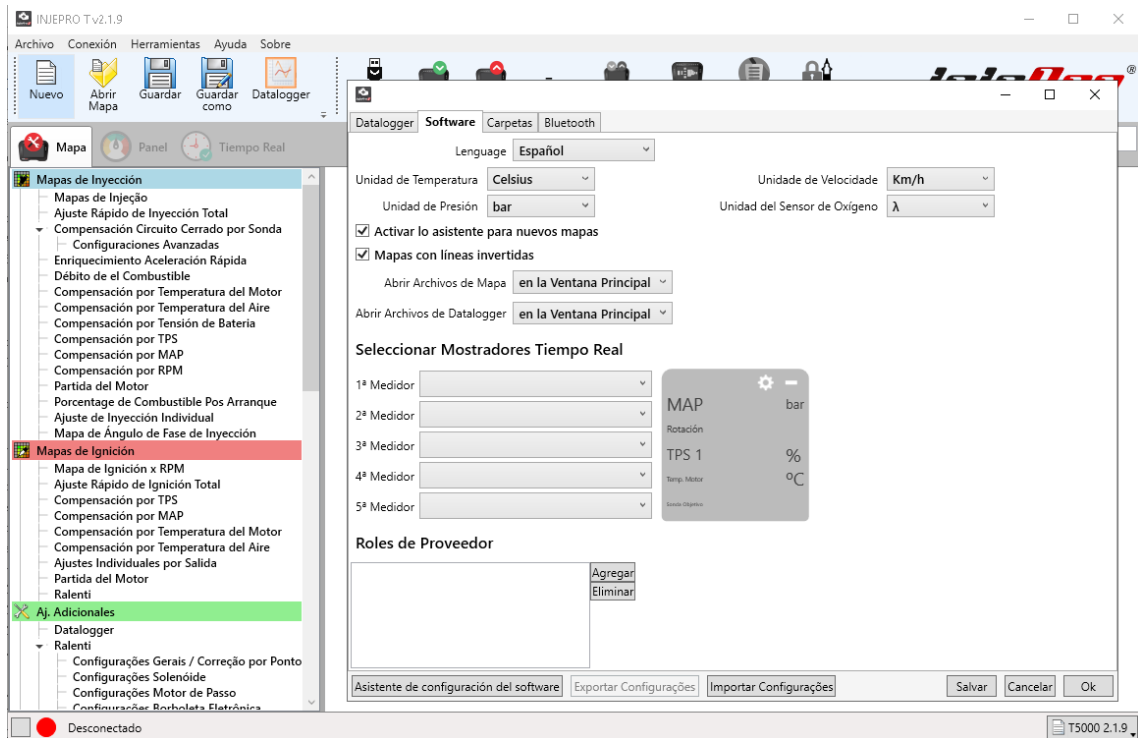 INJEPRO T v2.1.9
Archivo Conexión Herramientas Ayuda Sobre
Nuevo Abrir Mapa Guardar Guardar como Datalogger
Mapa Panel Tiempo Real
Mapas de Inyección
Mapas de Injeção
Ajuste Rápido de Inyección Total
Compensación Circuito Cerrado por Sonda
Configuraciones Avanzadas
Enriquecimiento Aceleración Rápida
Débito de el Combustible
Compensación por Temperatura del Motor
Compensación por Temperatura del Aire
Compensación por Tensión de Bateria
Compensación por TPS
Compensación por MAP
Compensación por RPM
Partida del Motor
Porcentage de Combustible Pos Arranque
Ajuste de Inyección Individual
Mapa de Ángulo de Fase de Inyección
Mapas de Ignición
Mapa de Ignición x RPM
Ajuste Rápido de Ignición Total
Compensación por TPS
Compensación por MAP
Compensación por Temperatura del Motor
Compensación por Temperatura del Aire
Ajustes Individuales por Salida
Partida del Motor
Ralenti
Aj. Adicionales
Datalogger
Ralenti
Configurações Gerais / Correção por Ponto
Configurações Solenóide
Configurações Motor de Passo
Configurações Borboleta Eletrônica
Datalogger Software Carpetas Bluetooth
Lenguage Español
Unidad de Temperatura Celsius Unidade de Velocidade Km/h
Unidad de Presión bar Unidad del Sensor de Oxígeno λ
Activar lo asistente para nuevos mapas
Mapas con líneas invertidas
Abrir Archivos de Mapa en la Ventana Principal
Abrir Archivos de Datalogger en la Ventana Principal
Seleccionar Mostradores Tiempo Real
1ª Medidor
2ª Medidor
3ª Medidor
4ª Medidor
5ª Medidor
MAP bar
Rotación
TPS 1 %
Temp. Motor ºC
Sonda Objetivo
Roles de Proveedor
Agregar
Eliminar
Asistente de configuración del software Exportar Configurações Importar Configurações Salvar Cancelar Ok
Desconectado T5000 2.1.9